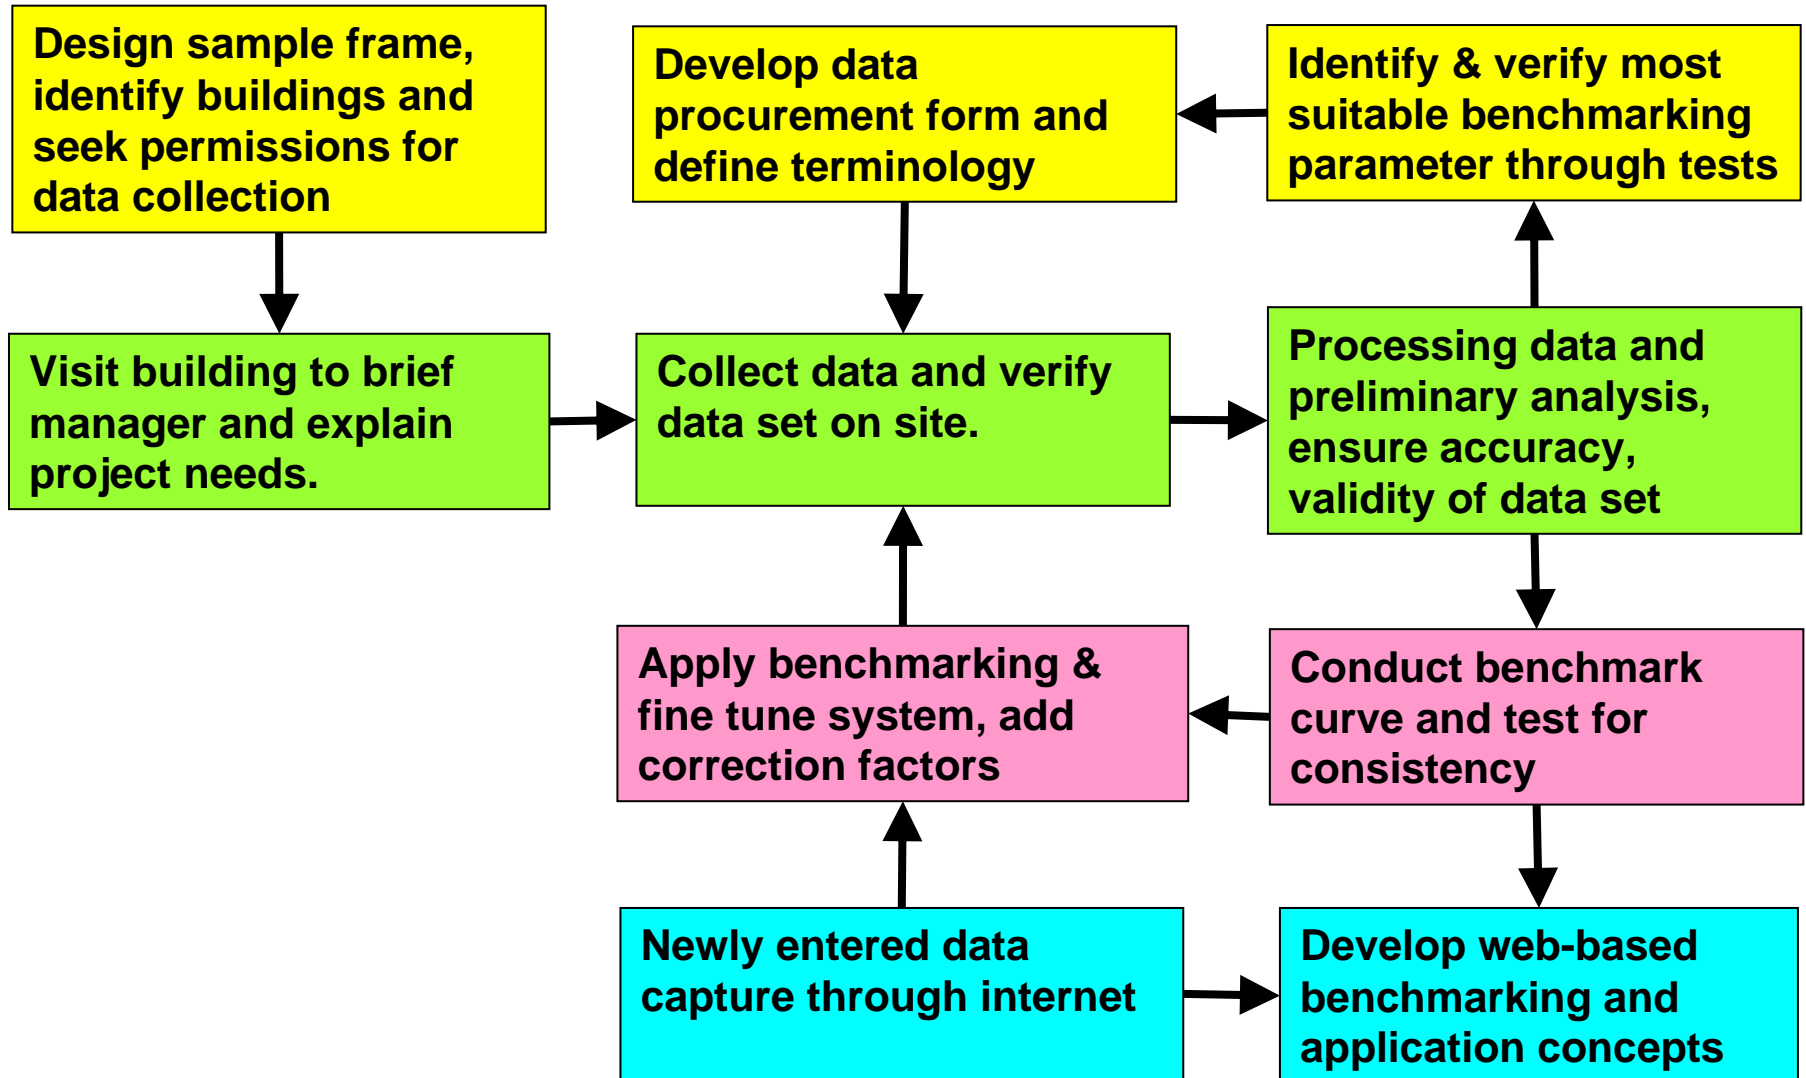 Design sample frame,
identify buildings and
seek permissions for
data collection
Develop data
procurement form and
define terminology
Identify & verify most
suitable benchmarking
parameter through tests
Visit building to brief
manager and explain
project needs.
Collect data and verify
data set on site.
Processing data and
preliminary analysis,
ensure accuracy,
validity of data set
Apply benchmarking &
fine tune system, add
correction factors
Conduct benchmark
curve and test for
consistency
Newly entered data
capture through internet
Develop web-based
benchmarking and
application concepts